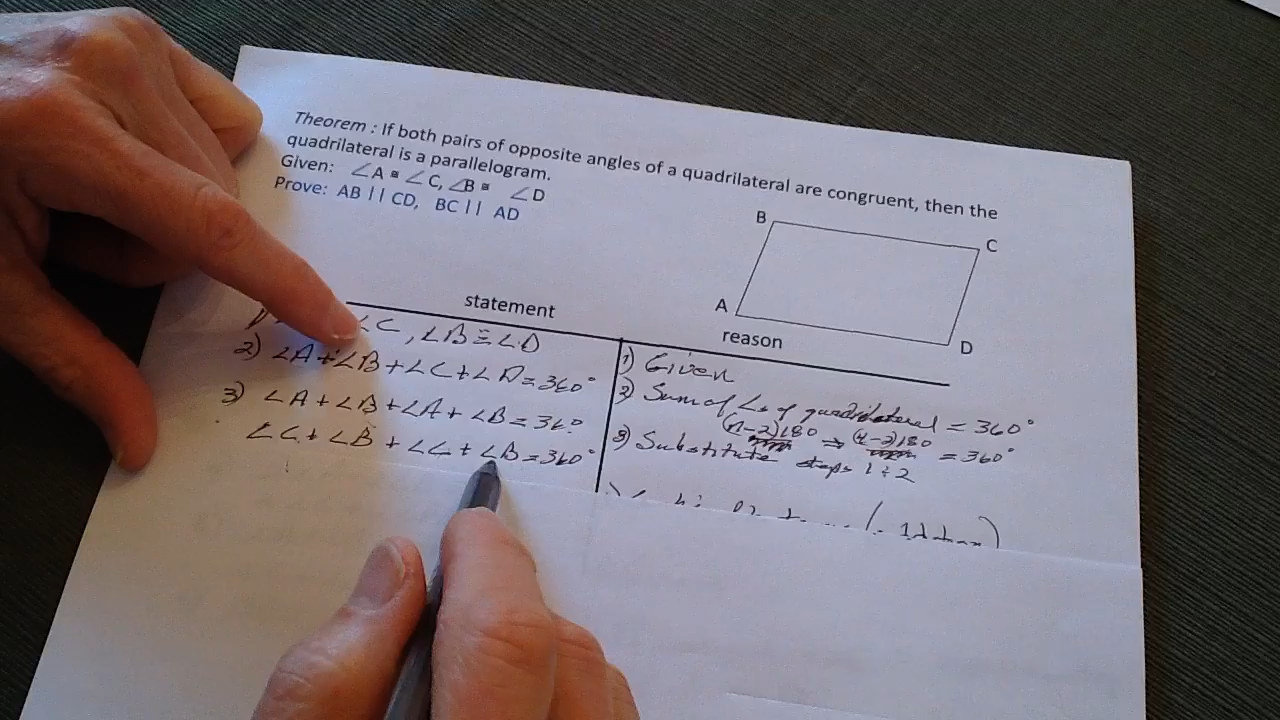 Theorem : If both pairs of opposite angles of a quadrilateral are congruent, then the
quadrilateral is a parallelogram.
Given: ∠A ≅ ∠C, ∠B ≅ ∠D
Prove: AB || CD, BC || AD
B
C
A
D
statement
reason
∠C, ∠B ≅ ∠D
2) ∠A + ∠B + ∠C + ∠D = 360°
3) ∠A + ∠B + ∠A + ∠B = 360
∠C + ∠B + ∠C + ∠B = 360°
1) Given
2) Sum of ∠s of quadrilateral = 360°
(n-2)180 ⇒ (4-2)180 = 360°
3) Substitute steps 1 + 2